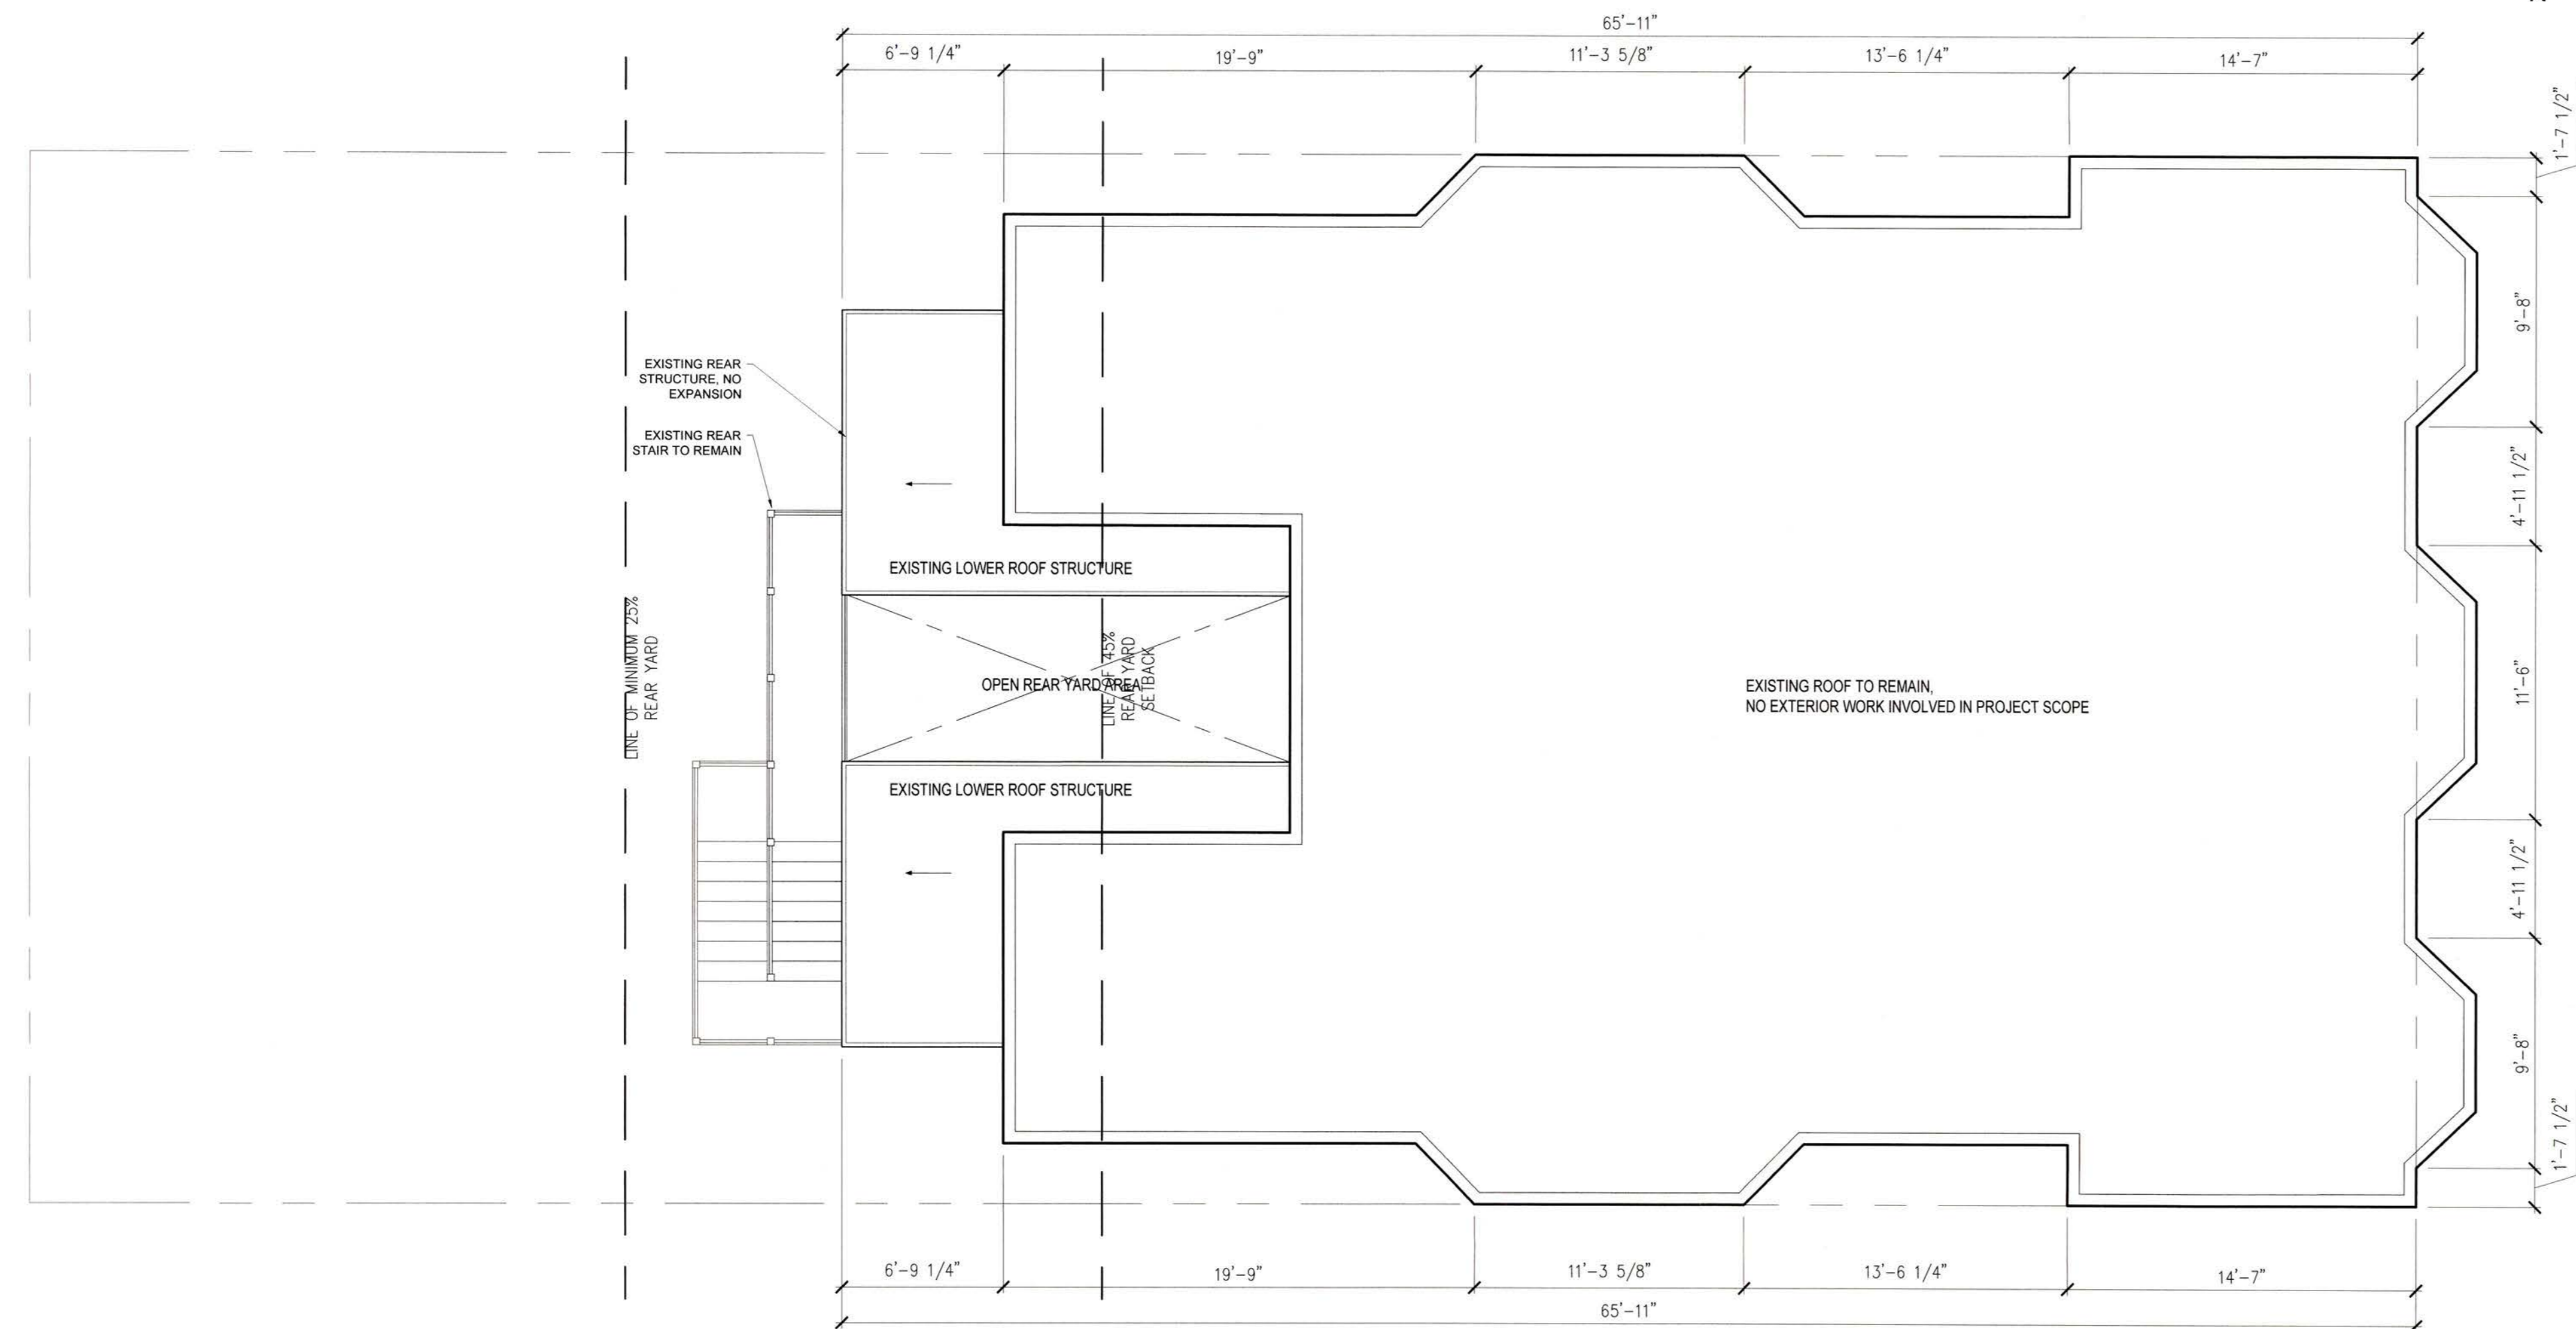 65'-11"
6'-9 1/4"
19'-9"
11'-3 5/8"
13'-6 1/4"
14'-7"
1'-7 1/2"
9'-8"
4'-11 1/2"
11'-6"
4'-11 1/2"
9'-8"
1'-7 1/2"
EXISTING REAR
STRUCTURE, NO
EXPANSION
EXISTING REAR
STAIR TO REMAIN
LINE OF MINIMUM 25%
REAR YARD
EXISTING LOWER ROOF STRUCTURE
OPEN REAR YARD AREA
LINE OF 45%
REAR YARD
SETBACK
EXISTING LOWER ROOF STRUCTURE
EXISTING ROOF TO REMAIN,
NO EXTERIOR WORK INVOLVED IN PROJECT SCOPE
6'-9 1/4"
19'-9"
11'-3 5/8"
13'-6 1/4"
14'-7"
65'-11"